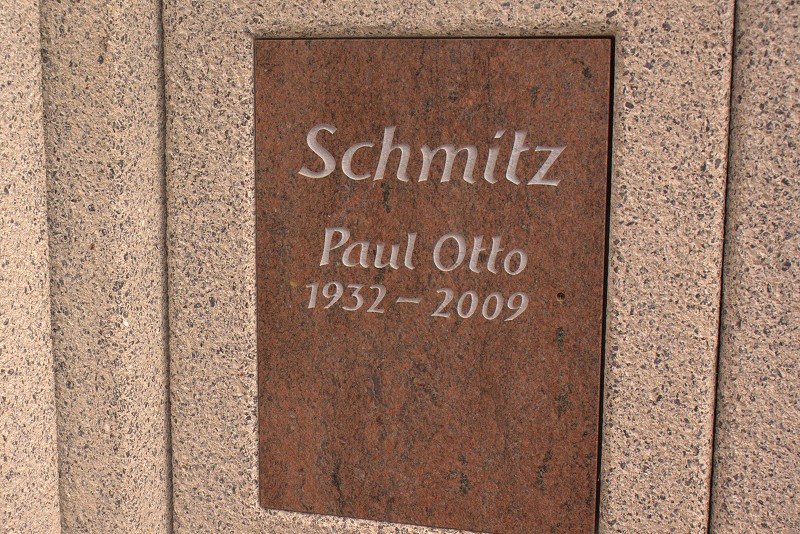 Schmitz
Paul Otto
1932 – 2009